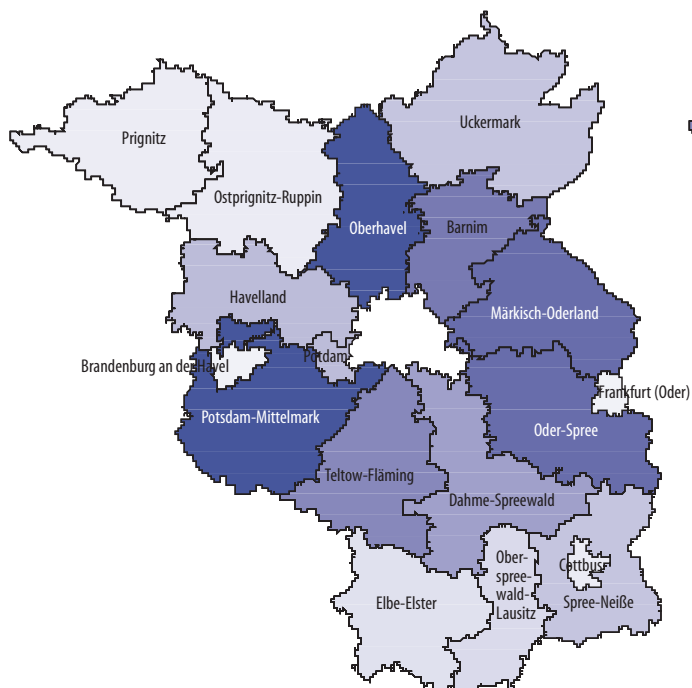 Uckermark
Prignitz
Ostprignitz-Ruppin
Oberhavel
Barnim
Havelland
Märkisch-Oderland
Potdam
Brandenburg an der Havel
Frankfurt (Oder)
Potsdam-Mittelmark
Oder-Spree
Teltow-Fläming
Dahme-Spreewald
Ober-
spree-
wald-
Lausitz
Cottbus
Elbe-Elster
Spree-Neiße